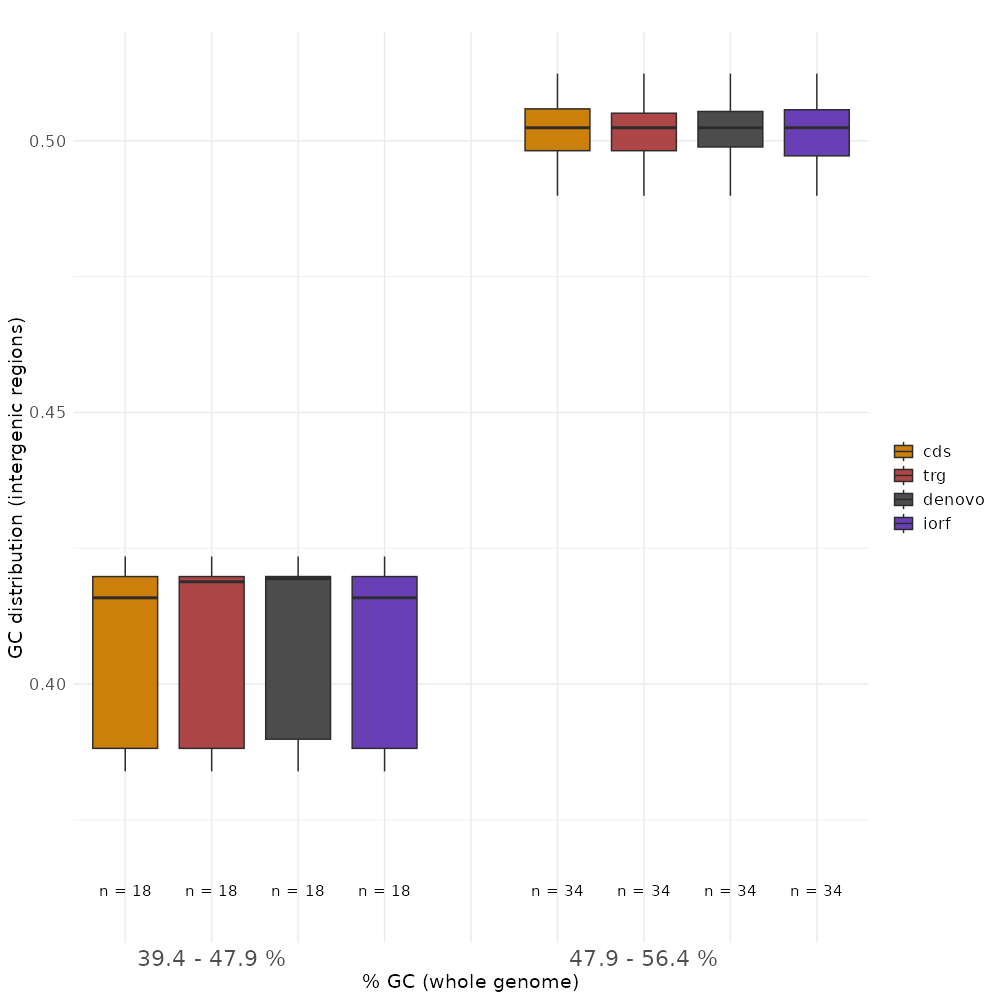 GC distribution (intergenic regions)
0.50
0.45
0.40
n = 18 n = 18 n = 18 n = 18 n = 34 n = 34 n = 34 n = 34
39.4 - 47.9 % 47.9 - 56.4 %
% GC (whole genome)
cds
trg
denovo
iorf